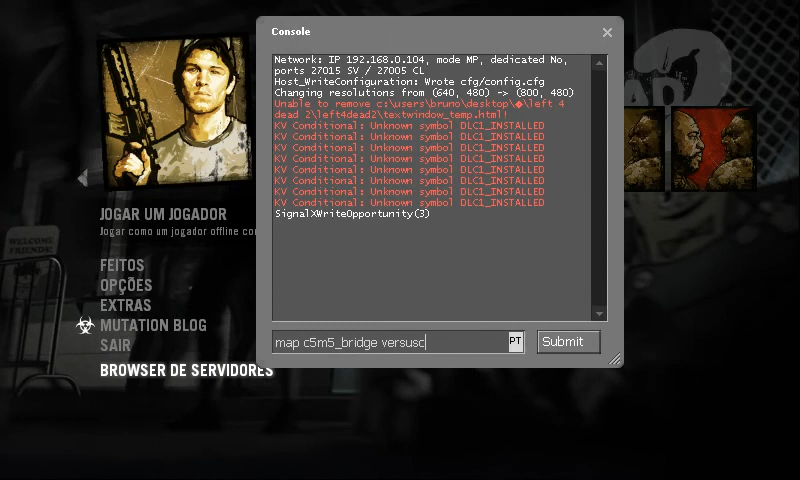 Console
Network: IP 192.168.0.104, mode MP, dedicated No,
ports 27015 SV / 27005 CL
Host_WriteConfiguration: Wrote cfg/config.cfg
Changing resolutions from (640, 480) -> (800, 480)
Unable to remove c:\users\bruno\desktop\�\left 4
dead 2\left4dead2\textwindow_temp.html!
KV Conditional: Unknown symbol DLC1_INSTALLED
KV Conditional: Unknown symbol DLC1_INSTALLED
KV Conditional: Unknown symbol DLC1_INSTALLED
KV Conditional: Unknown symbol DLC1_INSTALLED
KV Conditional: Unknown symbol DLC1_INSTALLED
KV Conditional: Unknown symbol DLC1_INSTALLED
KV Conditional: Unknown symbol DLC1_INSTALLED
KV Conditional: Unknown symbol DLC1_INSTALLED
SignalXWriteOpportunity(3)
map c5m5_bridge versusc
PT
Submit
AD
2
JOGAR UM JOGADOR
Jogar como um jogador offline co
WELCOME
FRIENDS!
FEITOS
OPÇÕES
EXTRAS
MUTATION BLOG
SAIR
BROWSER DE SERVIDORES